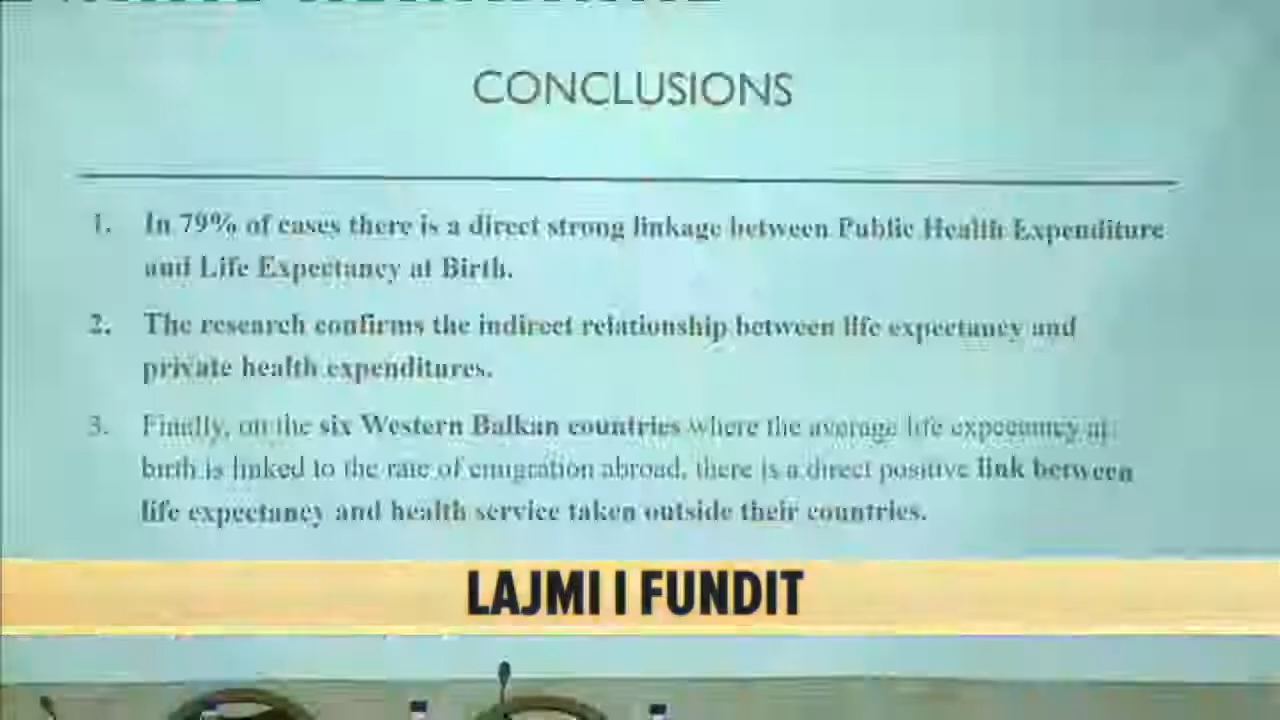 CONCLUSIONS
1. In 79% of cases there is a direct strong linkage between Public Health Expenditure
and Life Expectancy at Birth.
2. The research confirms the indirect relationship between life expectancy and
private health expenditures.
3. Finally, on the six Western Balkan countries where the average life expectancy at
birth is linked to the rate of emigration abroad, there is a direct positive link between
life expectancy and health service taken outside their countries.
LAJMI I FUNDIT